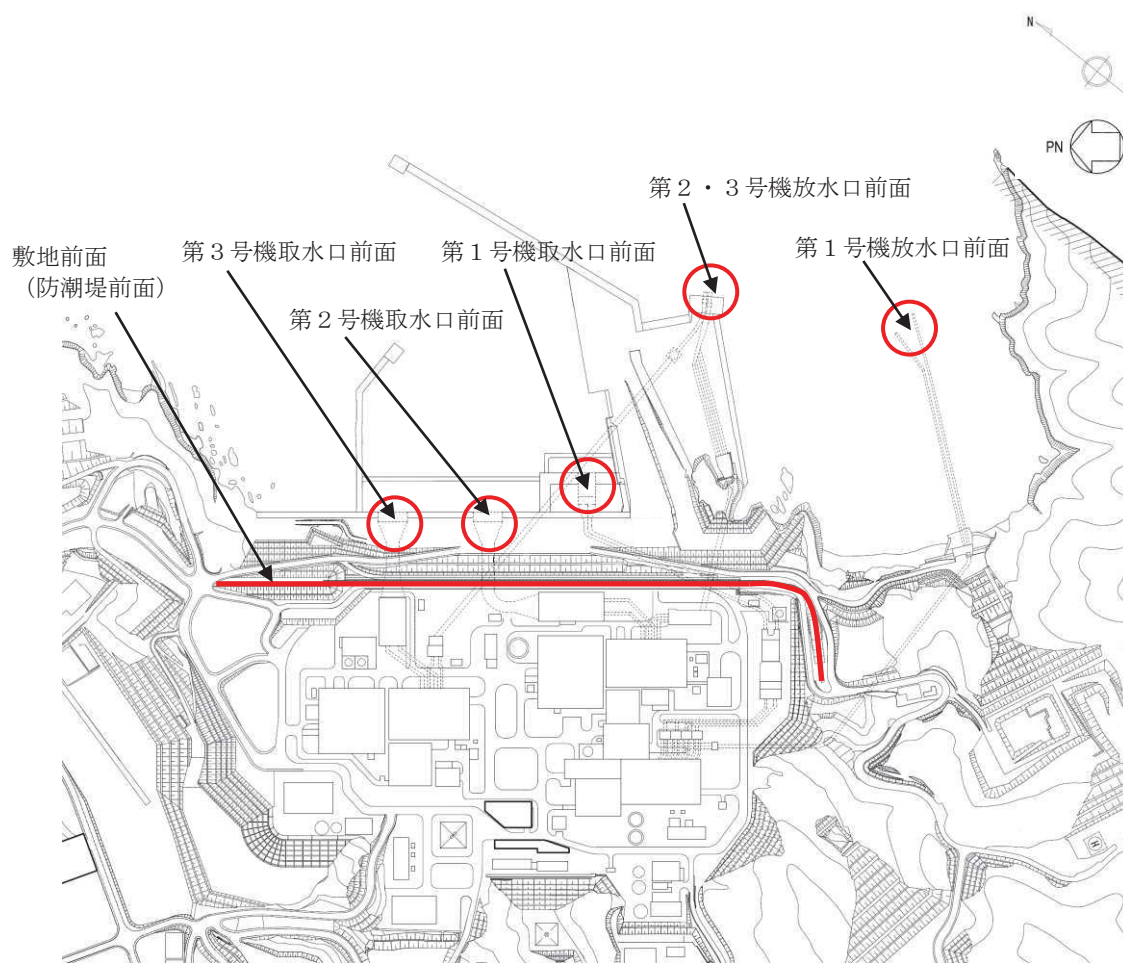 N
PN
第2・3号機放水口前面
第3号機取水口前面
第1号機取水口前面
第1号機放水口前面
敷地前面
(防潮堤前面)
第2号機取水口前面
H